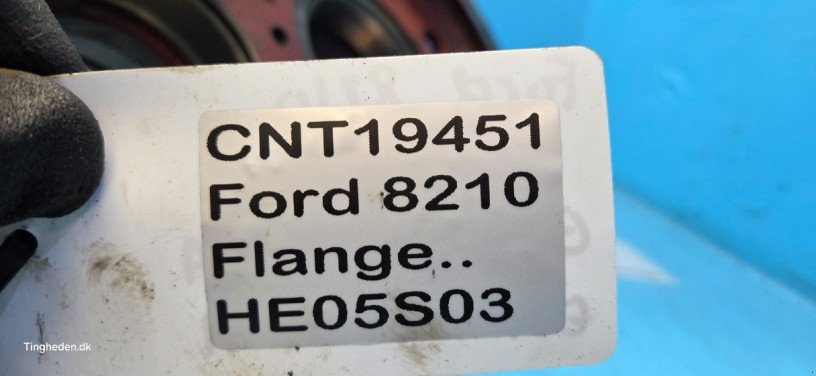 CNT19451
Ford 8210
Flange..
HE05S03
Tingheden.dk